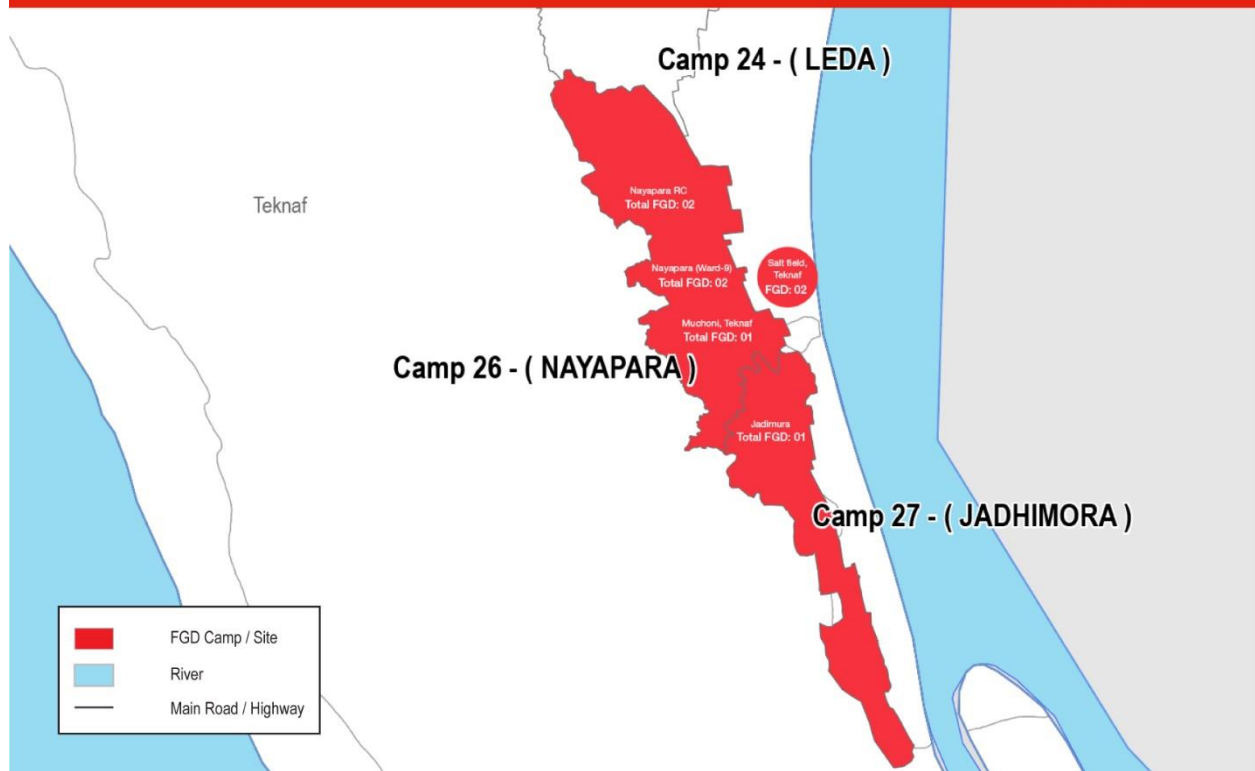 Camp 24 - ( LEDA )
Teknaf
Nayapara RC
Total FGD: 02
Nayapara (Ward-9)
Total FGD: 02
Salt field,
Teknaf
FGD: 02
Muchoni, Teknaf
Total FGD: 01
Camp 26 - ( NAYAPARA )
Jadimura
Total FGD: 01
Camp 27 - ( JADHIMORA )
FGD Camp / Site
River
Main Road / Highway